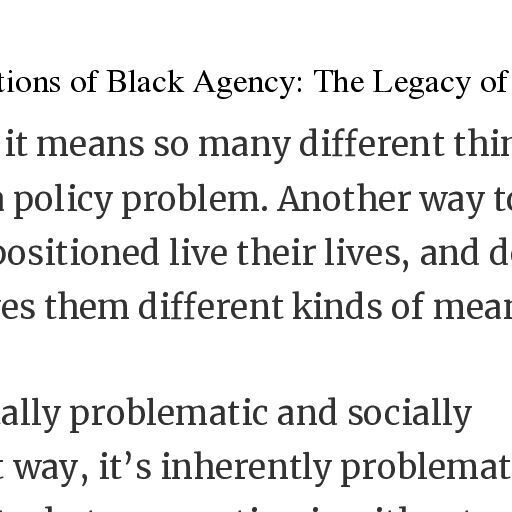 tions of Black Agency: The Legacy of
it means so many different thin
a policy problem. Another way to
positioned live their lives, and d
es them different kinds of mean
ally problematic and socially
t way, it's inherently problemat